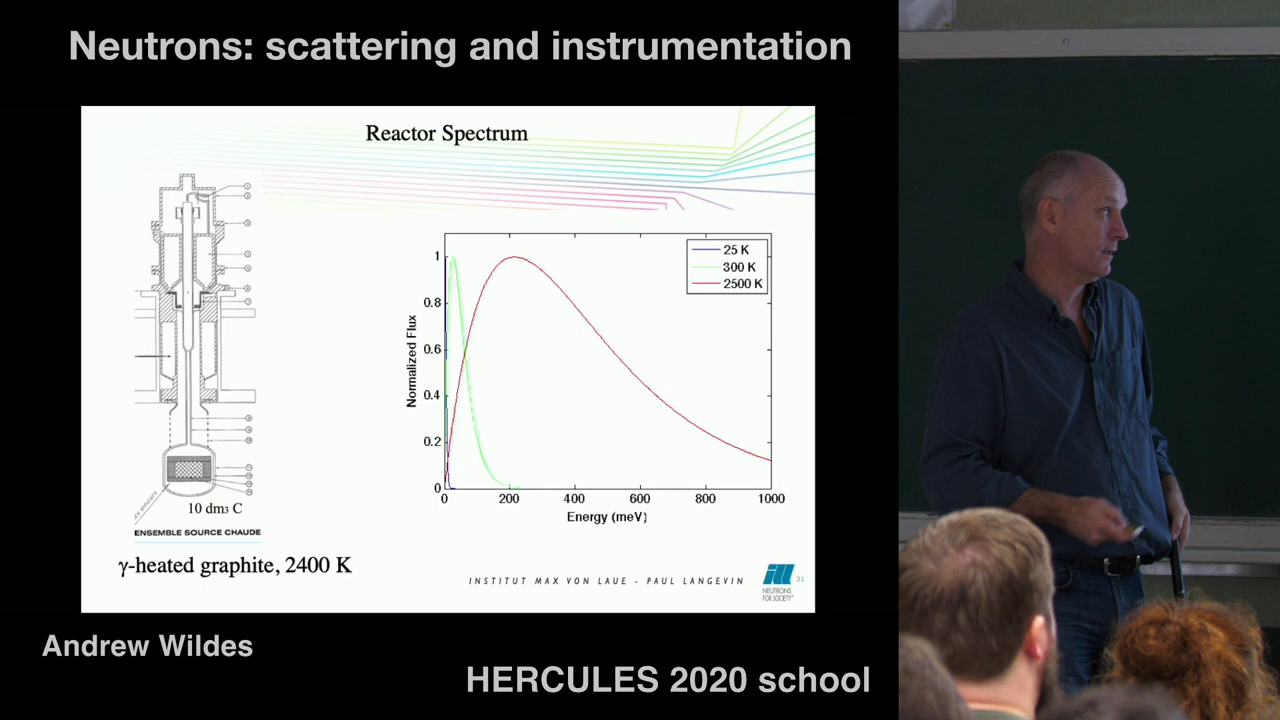 Neutrons: scattering and instrumentation
Reactor Spectrum
25 K
300 K
2500 K
Normalized Flux
1
0.8
0.6
0.4
0.2
0
0 200 400 600 800 1000
Energy (meV)
10 dm3 C
ENSEMBLE SOURCE CHAUDE
γ-heated graphite, 2400 K
INSTITUT MAX VON LAUE - PAUL LANGEVIN
NEUTRONS
FOR SOCIETY
31
Andrew Wildes
HERCULES 2020 school